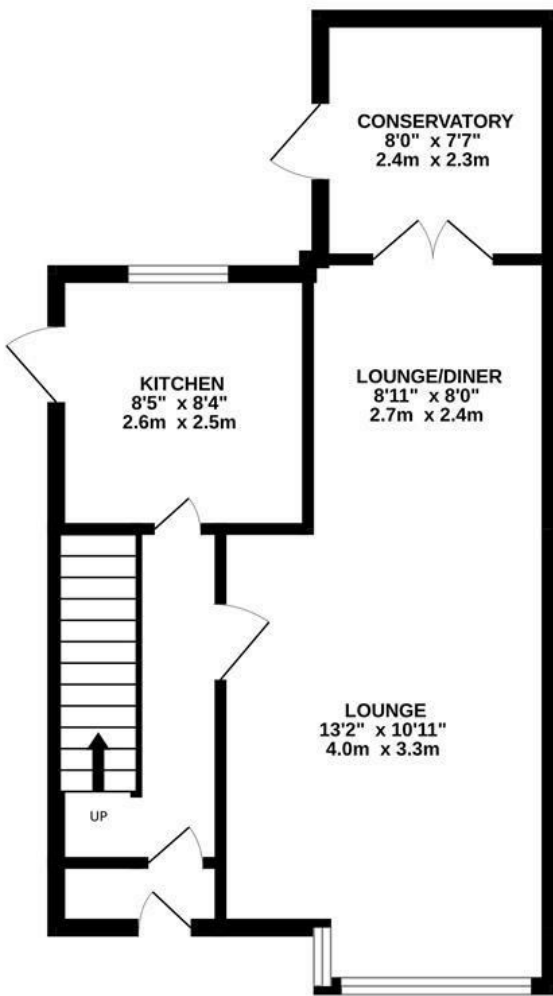 CONSERVATORY
8'0" x 7'7"
2.4m x 2.3m
KITCHEN
8'5" x 8'4"
2.6m x 2.5m
LOUNGE/DINER
8'11" x 8'0"
2.7m x 2.4m
LOUNGE
13'2" x 10'11"
4.0m x 3.3m
UP